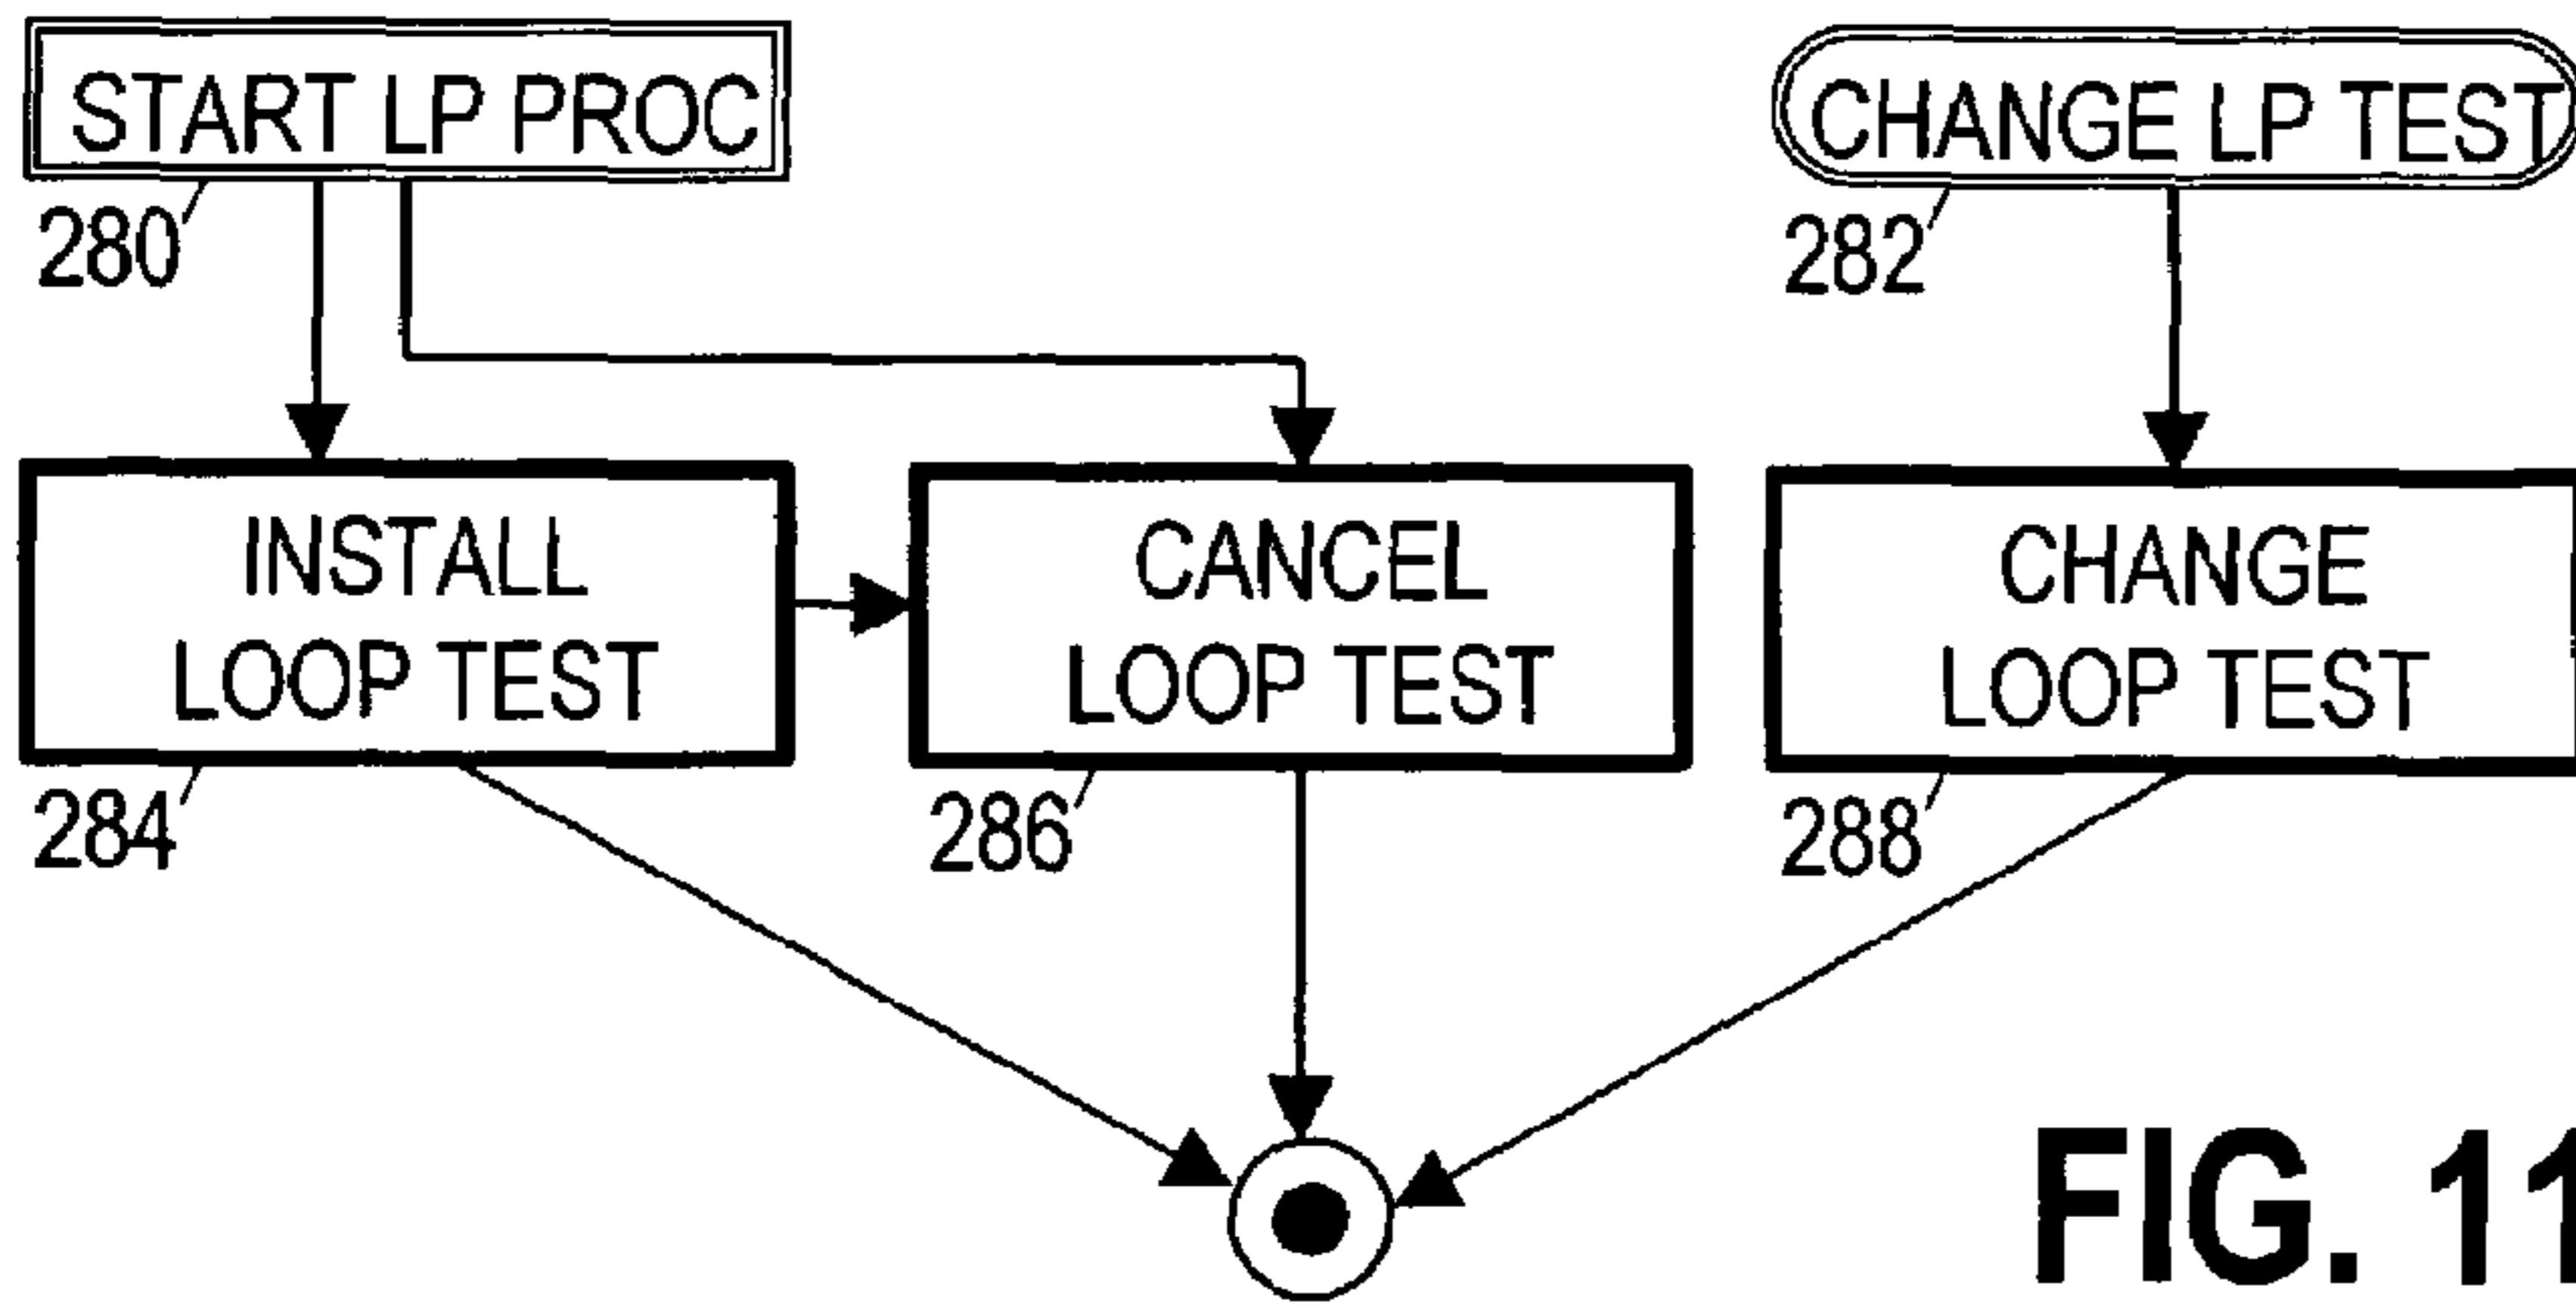 START LP PROC
CHANGE LP TEST
280
282
INSTALL
LOOP TEST
CANCEL
LOOP TEST
CHANGE
LOOP TEST
284
286
288
FIG. 11